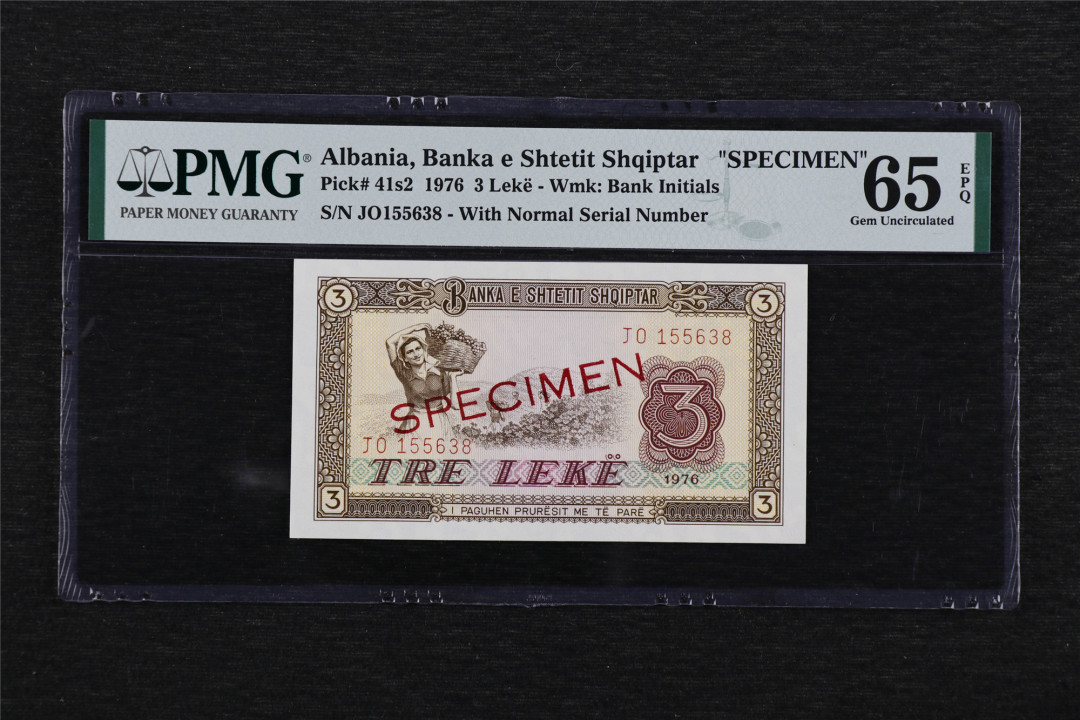 PMG®
PAPER MONEY GUARANTY
Albania, Banka e Shtetit Shqiptar "SPECIMEN"
Pick# 41s2 1976 3 Lekë - Wmk: Bank Initials
S/N JO155638 - With Normal Serial Number
65
Gem Uncirculated
EPQ
3
BANKA E SHTETIT SHQIPTAR
3
JO 155638
SPECIMEN
3
JO 155638
TRE LEKË
1976
3
I PAGUHEN PRURËSIT ME TË PARË
3